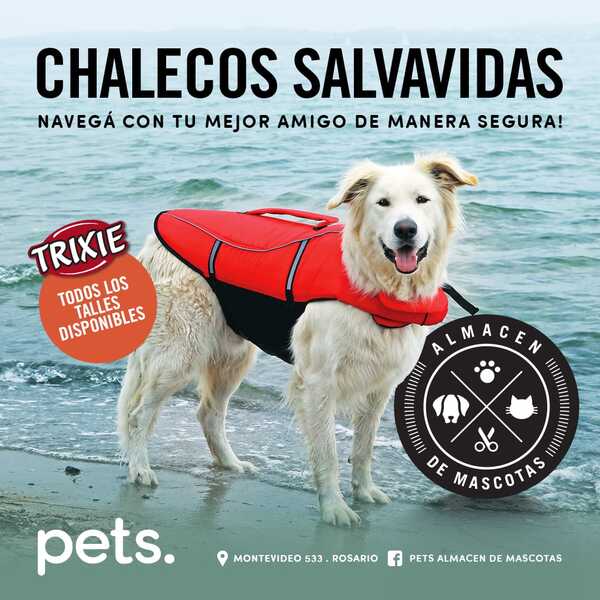 CHALECOS SALVAVIDAS
NAVEGÁ CON TU MEJOR AMIGO DE MANERA SEGURA!
TRIXIE
TODOS LOS
TALLES
DISPONIBLES
ALMACEN
DE MASCOTAS
pets.
MONTEVIDEO 533 . ROSARIO
PETS ALMACEN DE MASCOTAS